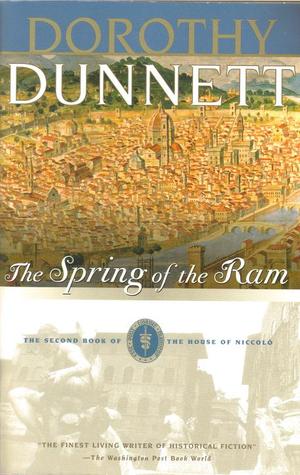 DOROTHY
DUNNETT
The Spring of the Ram
THE SECOND BOOK OF THE HOUSE OF NICCOLÒ
"THE FINEST LIVING WRITER OF HISTORICAL FICTION"
—The Washington Post Book World